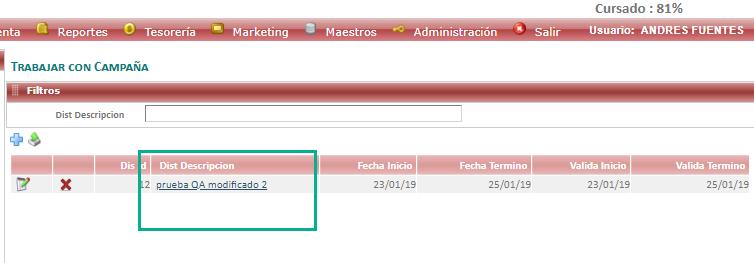 Cursado : 81%
enta Reportes Tesorería Marketing Maestros Administración Salir Usuario: ANDRES FUENTES
TRABAJAR CON CAMPAÑA
Filtros
Dist Descripcion
Dis Id Dist Descripcion Fecha Inicio Fecha Termino Valida Inicio Valida Termino
12 prueba QA modificado 2 23/01/19 25/01/19 23/01/19 25/01/19